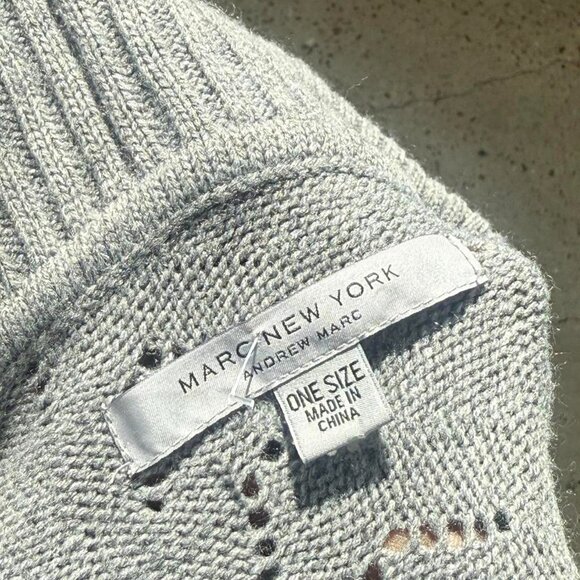 MARC NEW YORK
ANDREW MARC
ONE SIZE
MADE IN
CHINA